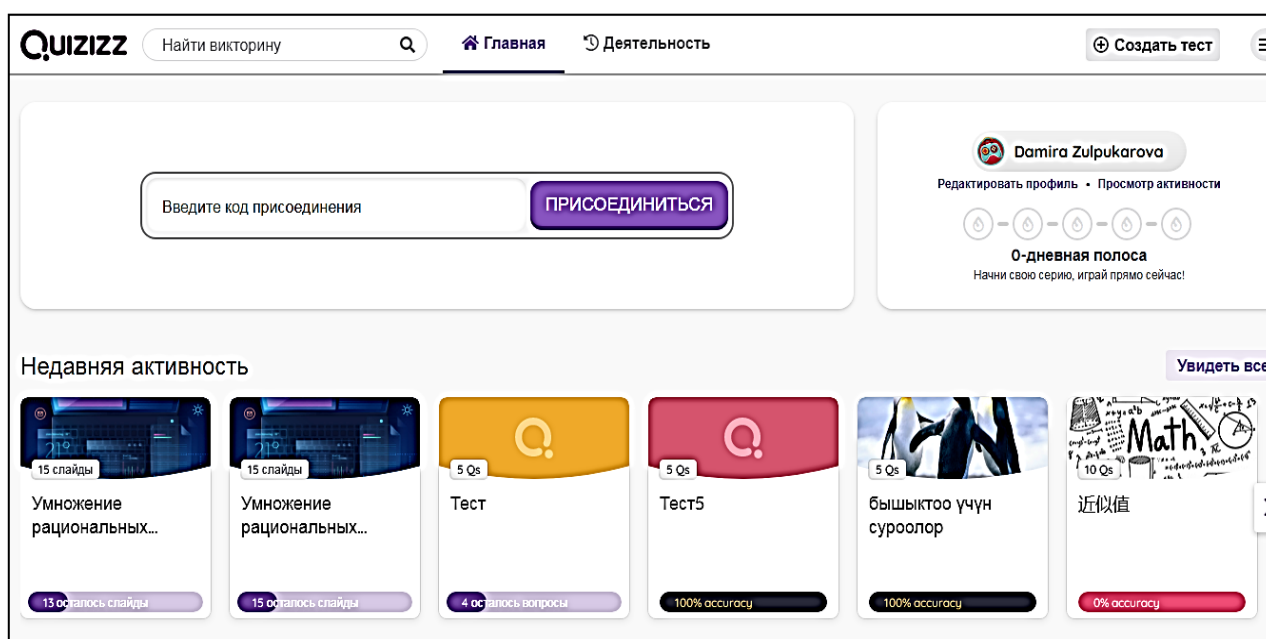 QUIZIZZ
Найти викторину
Главная
Деятельность
Создать тест
Введите код присоединения
ПРИСОЕДИНИТЬСЯ
Damira Zulpukarova
Редактировать профиль • Просмотр активности
0-дневная полоса
Начни свою серию, играй прямо сейчас!
Недавняя активность
Увидеть все
15 слайды
Умножение
рациональных...
13 осталось слайды
15 слайды
Умножение
рациональных...
15 осталось слайды
5 Qs
Тест
4 осталось вопросы
5 Qs
Тест5
100% accuracy
5 Qs
бышыктоо үчүн
суроолор
100% accuracy
Math
10 Qs
近似值
0% accuracy